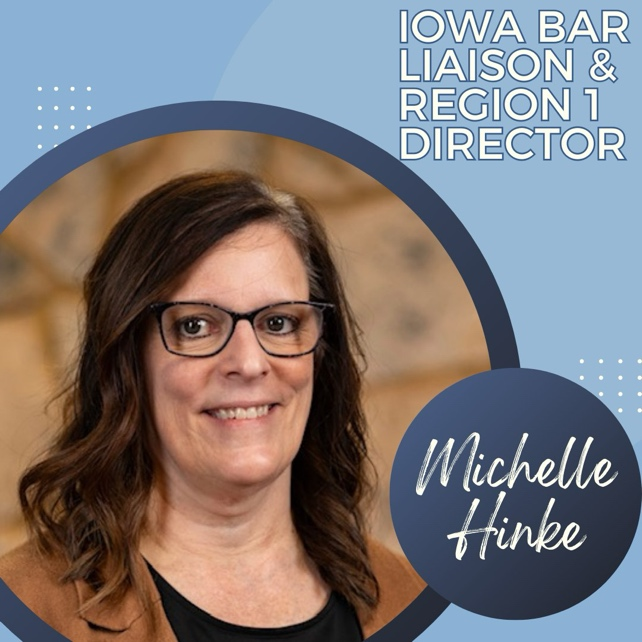 IOWA BAR
LIAISON &
REGION 1
DIRECTOR
Michelle
Hinke